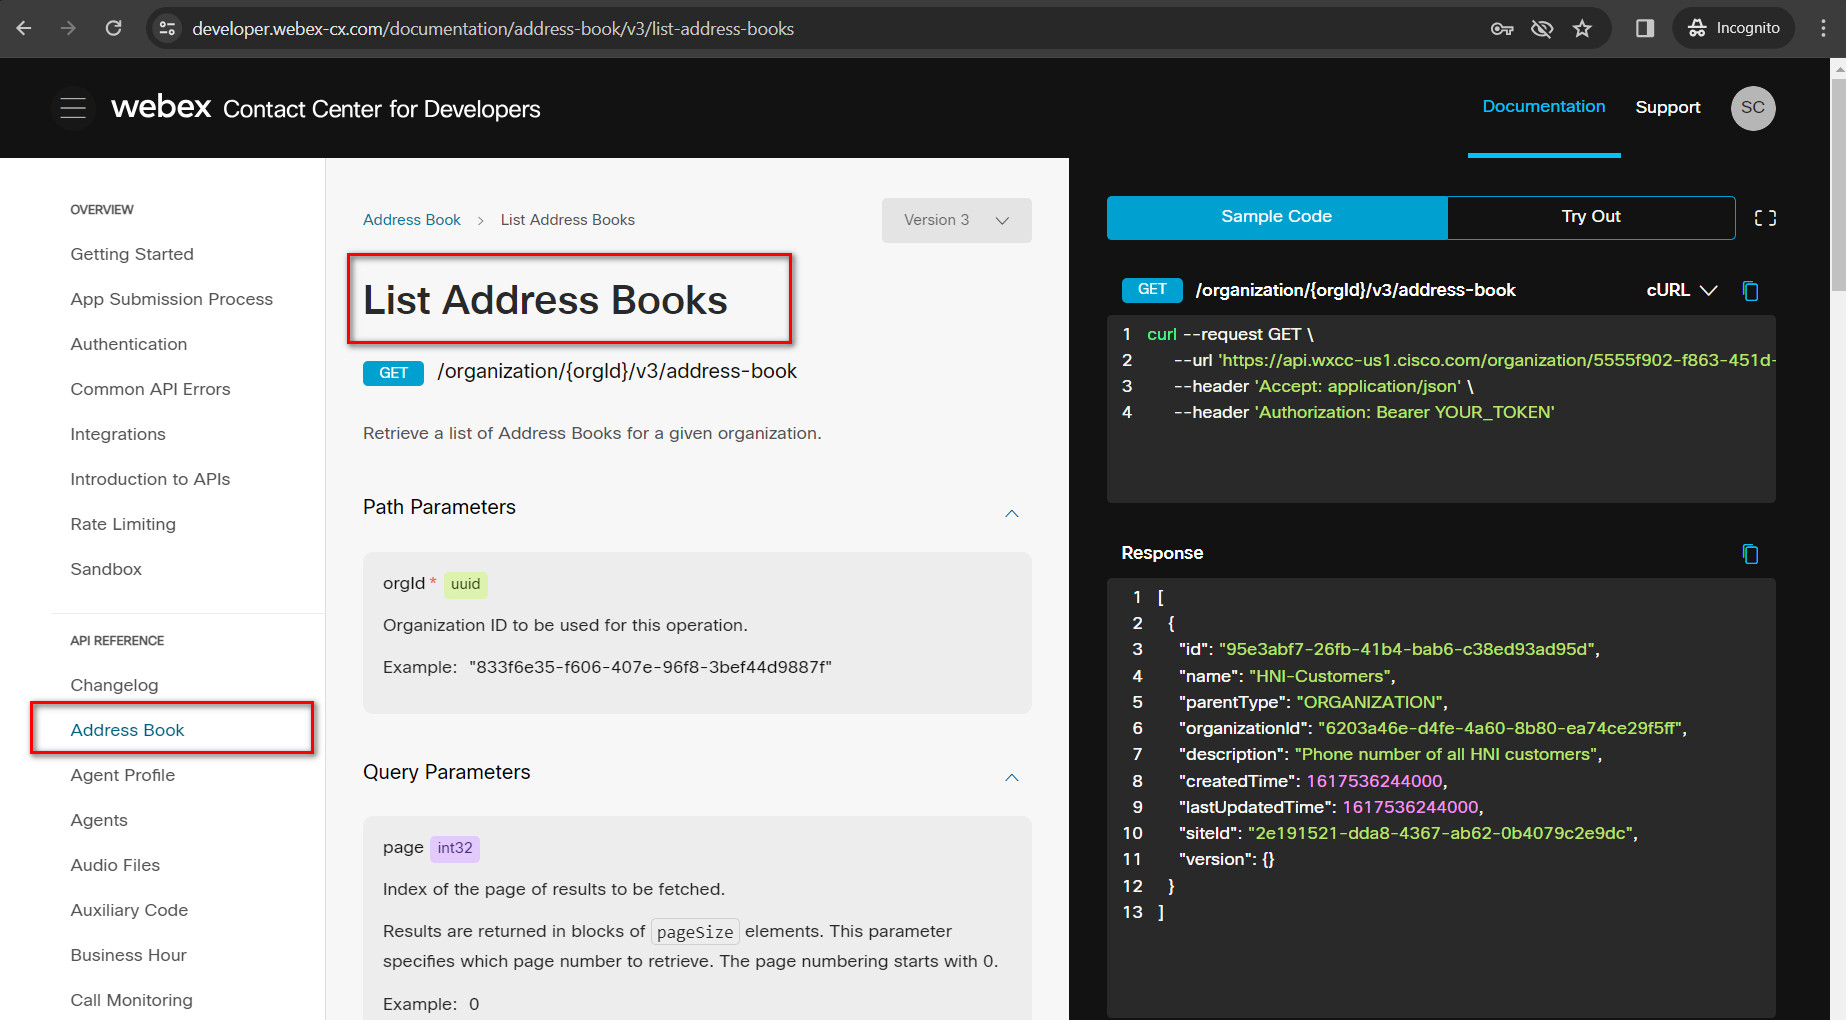 developer.webex-cx.com/documentation/address-book/v3/list-address-books
Incognito
webex Contact Center for Developers
Documentation
Support
SC
OVERVIEW
Getting Started
App Submission Process
Authentication
Common API Errors
Integrations
Introduction to APIs
Rate Limiting
Sandbox
API REFERENCE
Changelog
Address Book
Agent Profile
Agents
Audio Files
Auxiliary Code
Business Hour
Call Monitoring
Address Book > List Address Books
Version 3
List Address Books
GET /organization/{orgId}/v3/address-book
Retrieve a list of Address Books for a given organization.
Path Parameters
orgId * uuid
Organization ID to be used for this operation.
Example: "833f6e35-f606-407e-96f8-3bef44d9887f"
Query Parameters
page int32
Index of the page of results to be fetched.
Results are returned in blocks of pageSize elements. This parameter
specifies which page number to retrieve. The page numbering starts with 0.
Example: 0
Sample Code
Try Out
GET /organization/{orgId}/v3/address-book
cURL
1 curl --request GET \
2 --url 'https://api.wxcc-us1.cisco.com/organization/5555f902-f863-451d-
3 --header 'Accept: application/json' \
4 --header 'Authorization: Bearer YOUR_TOKEN'
Response
1 [
2 {
3 "id": "95e3abf7-26fb-41b4-bab6-c38ed93ad95d",
4 "name": "HNI-Customers",
5 "parentType": "ORGANIZATION",
6 "organizationId": "6203a46e-d4fe-4a60-8b80-ea74ce29f5ff",
7 "description": "Phone number of all HNI customers",
8 "createdTime": 1617536244000,
9 "lastUpdatedTime": 1617536244000,
10 "siteId": "2e191521-dda8-4367-ab62-0b4079c2e9dc",
11 "version": {}
12 }
13 ]